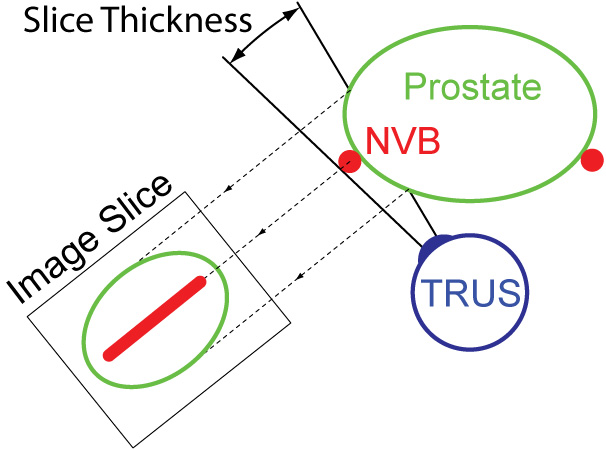 Slice Thickness
Prostate
NVB
Image Slice
TRUS